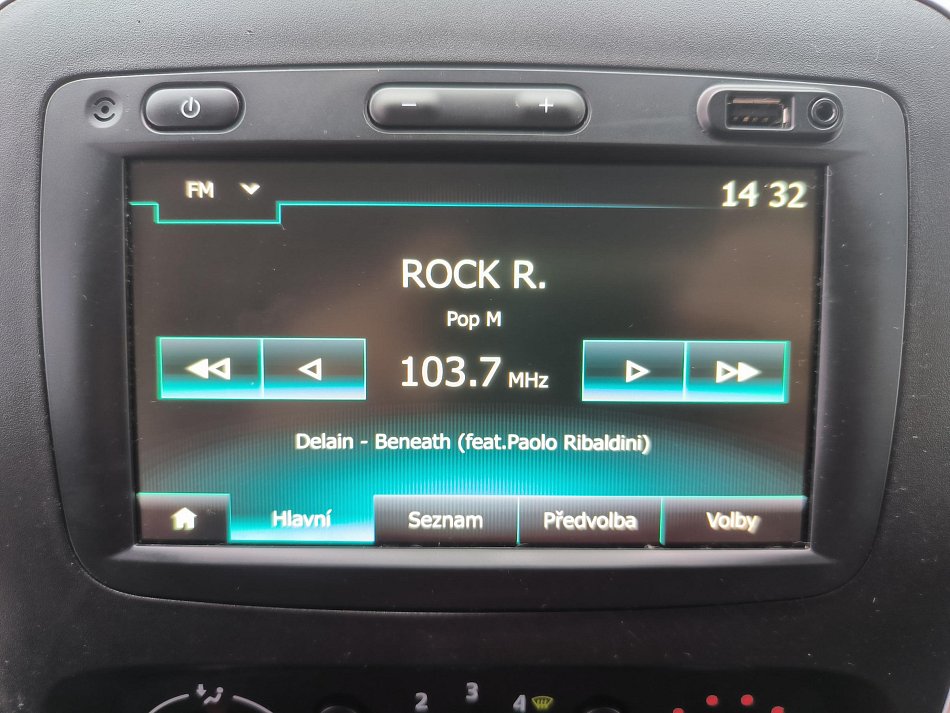 − +
FM 14 32
ROCK R.
Pop M
103.7 MHz
Delain - Beneath (feat.Paolo Ribaldini)
Hlavní Seznam Předvolba Volby
2 3 4